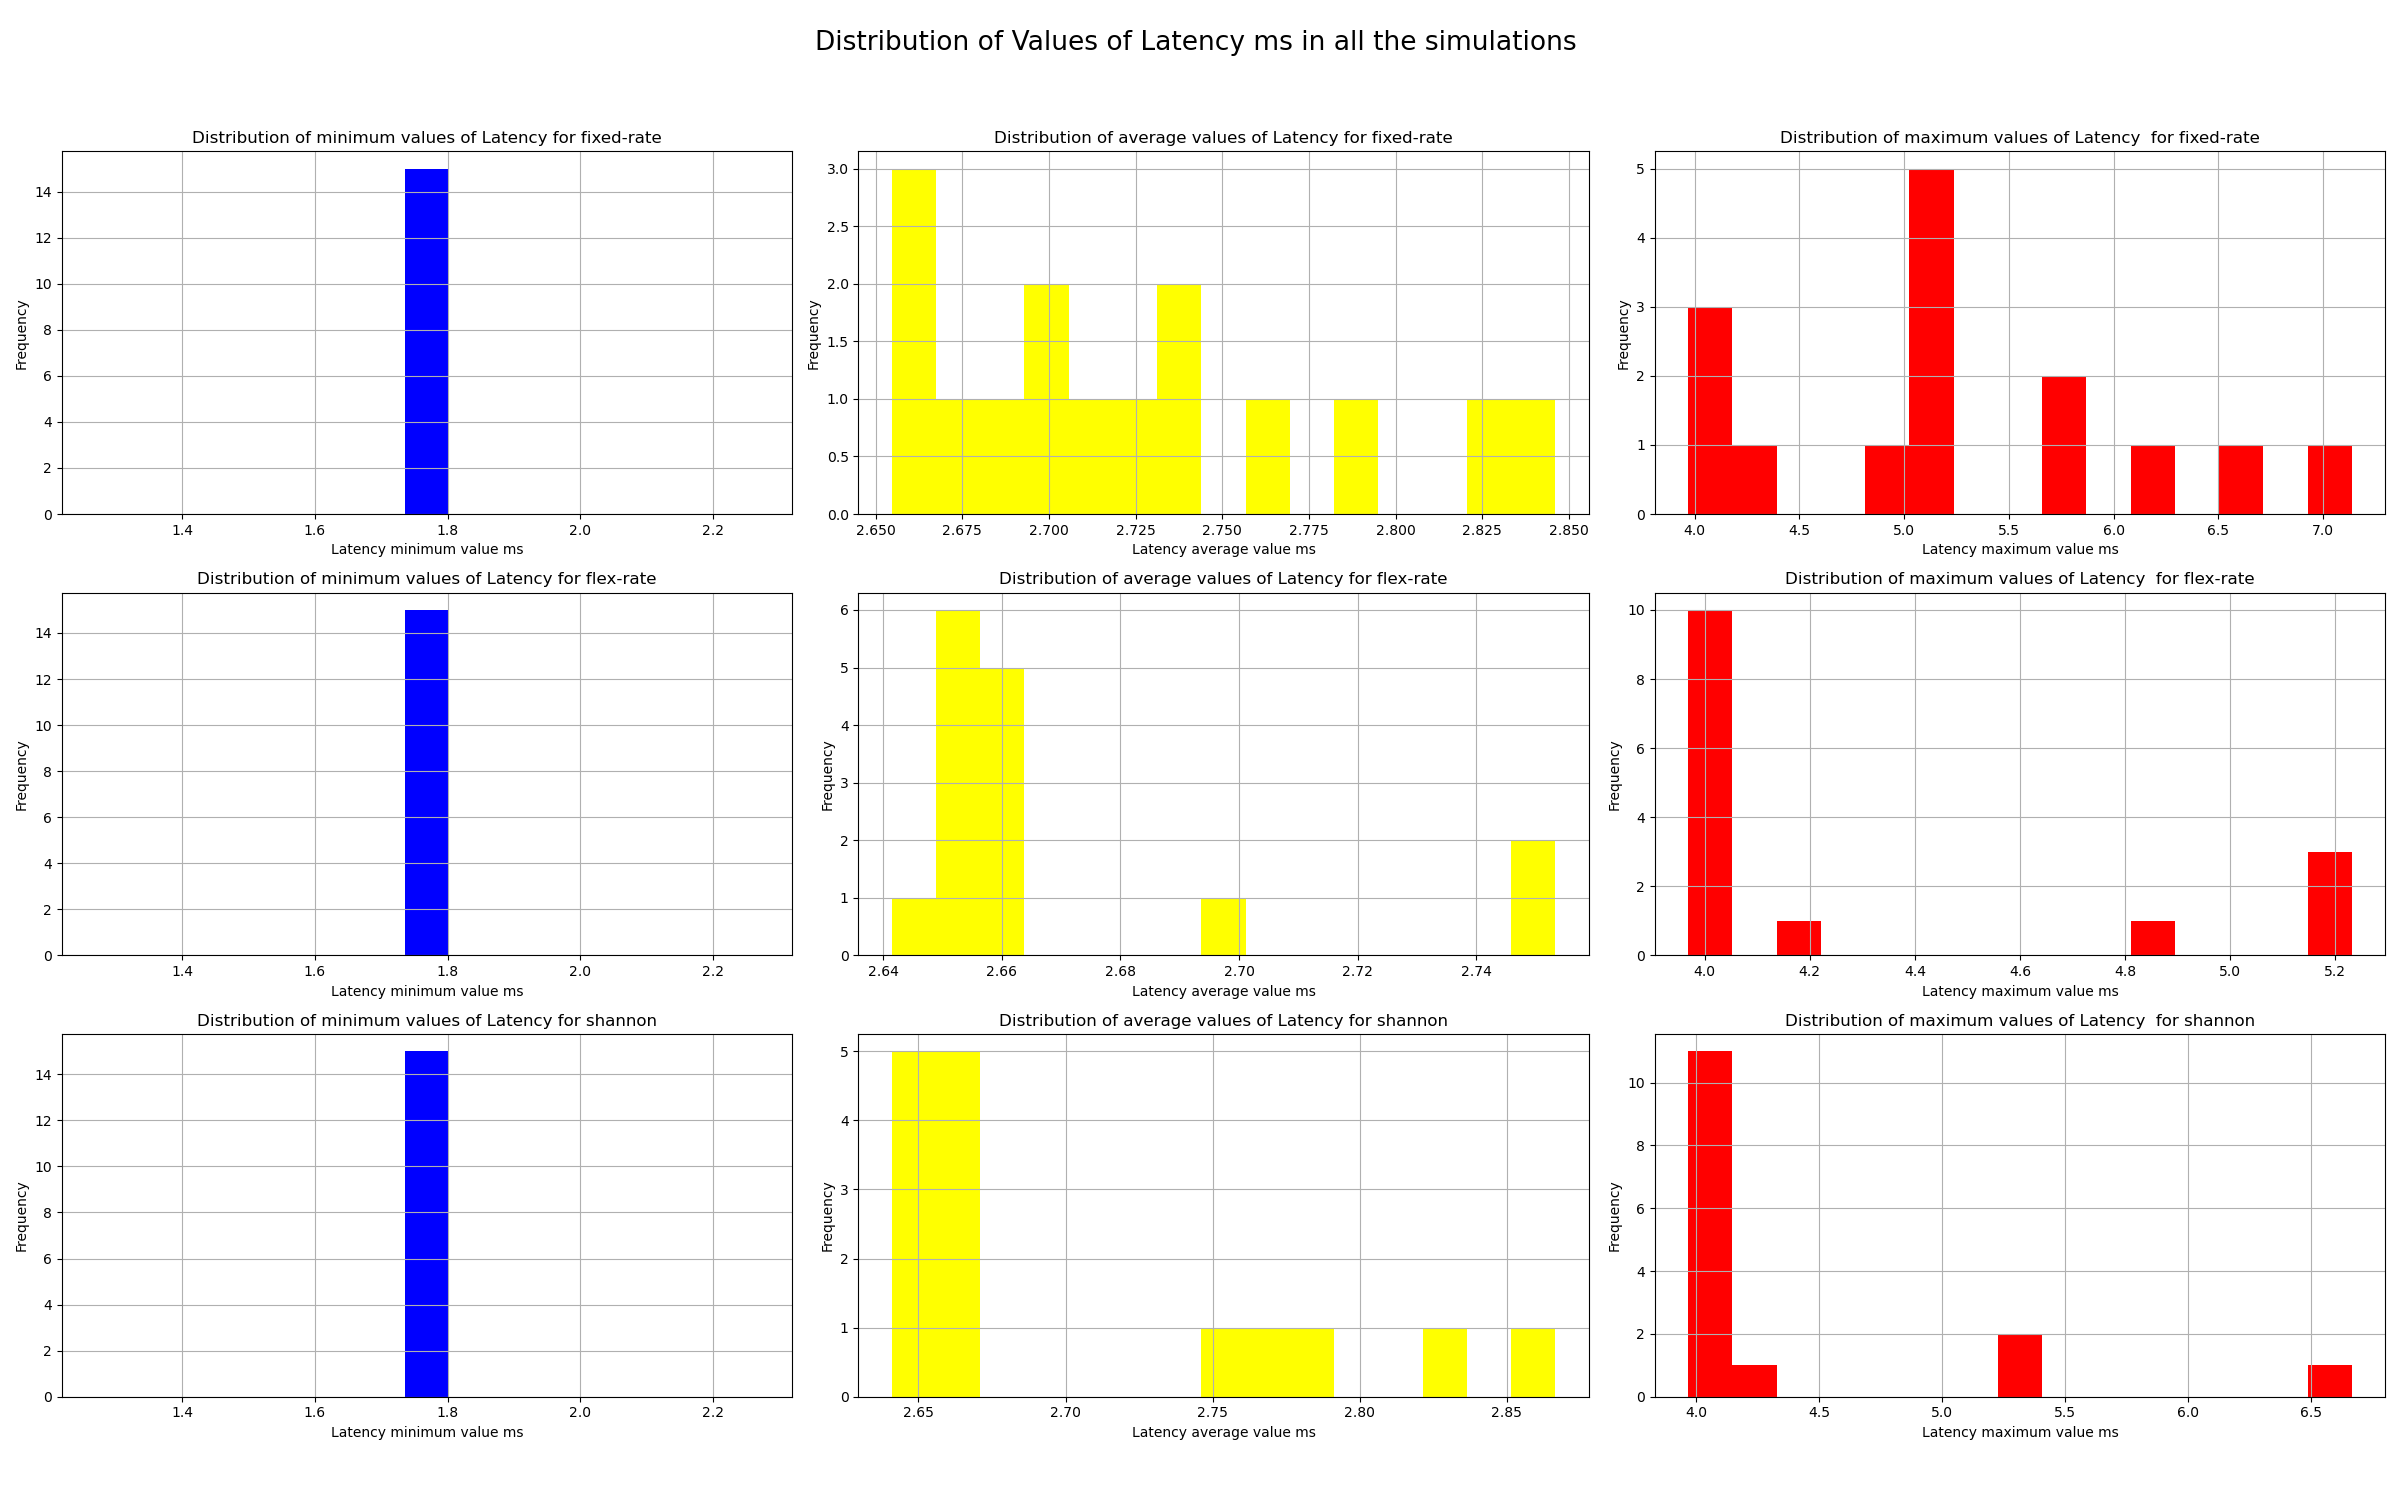 Distribution of Values of Latency ms in all the simulations
Distribution of minimum values of Latency for fixed-rate
Frequency
14
12
10
8
6
4
2
0
1.4 1.6 1.8 2.0 2.2
Latency minimum value ms
Distribution of average values of Latency for fixed-rate
Frequency
3.0
2.5
2.0
1.5
1.0
0.5
0.0
2.650 2.675 2.700 2.725 2.750 2.775 2.800 2.825 2.850
Latency average value ms
Distribution of maximum values of Latency  for fixed-rate
Frequency
5
4
3
2
1
0
4.0 4.5 5.0 5.5 6.0 6.5 7.0
Latency maximum value ms
Distribution of minimum values of Latency for flex-rate
Frequency
14
12
10
8
6
4
2
0
1.4 1.6 1.8 2.0 2.2
Latency minimum value ms
Distribution of average values of Latency for flex-rate
Frequency
6
5
4
3
2
1
0
2.64 2.66 2.68 2.70 2.72 2.74
Latency average value ms
Distribution of maximum values of Latency  for flex-rate
Frequency
10
8
6
4
2
0
4.0 4.2 4.4 4.6 4.8 5.0 5.2
Latency maximum value ms
Distribution of minimum values of Latency for shannon
Frequency
14
12
10
8
6
4
2
0
1.4 1.6 1.8 2.0 2.2
Latency minimum value ms
Distribution of average values of Latency for shannon
Frequency
5
4
3
2
1
0
2.65 2.70 2.75 2.80 2.85
Latency average value ms
Distribution of maximum values of Latency  for shannon
Frequency
10
8
6
4
2
0
4.0 4.5 5.0 5.5 6.0 6.5
Latency maximum value ms